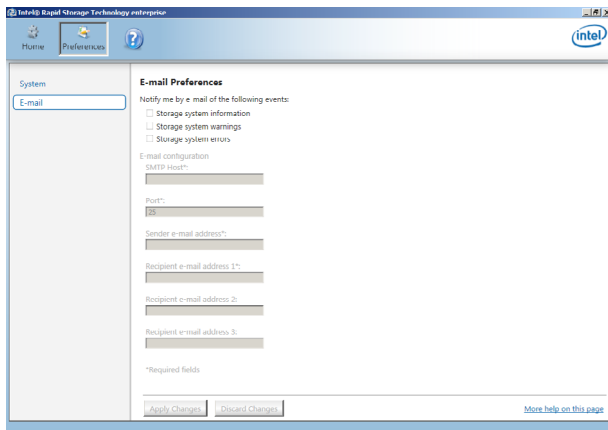 Intel® Rapid Storage Technology enterprise
Home
Preferences
?
intel
System
E-mail
E-mail Preferences
Notify me by e-mail of the following events:
Storage system information
Storage system warnings
Storage system errors
E-mail configuration
SMTP Host*:
Port*:
25
Sender e-mail address*:
Recipient e-mail address 1*:
Recipient e-mail address 2:
Recipient e-mail address 3:
*Required fields
Apply Changes
Discard Changes
More help on this page